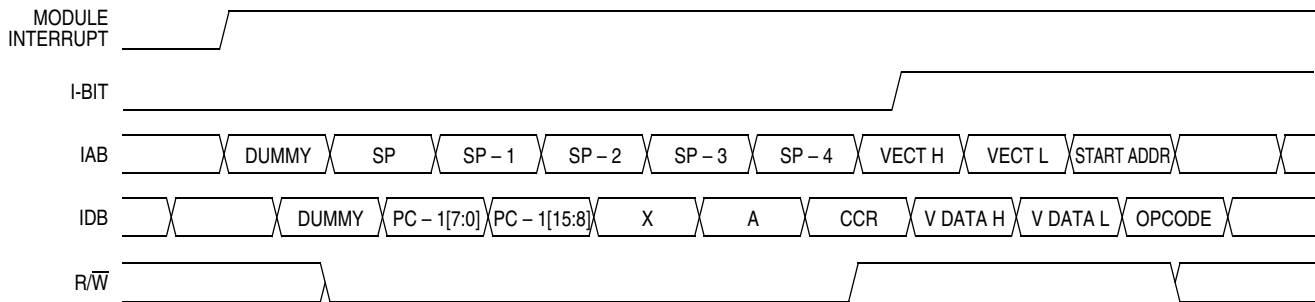 MODULE
INTERRUPT
I-BIT
IAB DUMMY SP SP – 1 SP – 2 SP – 3 SP – 4 VECT H VECT L START ADDR
IDB DUMMY PC – 1[7:0] PC – 1[15:8] X A CCR V DATA H V DATA L OPCODE
R/W̅